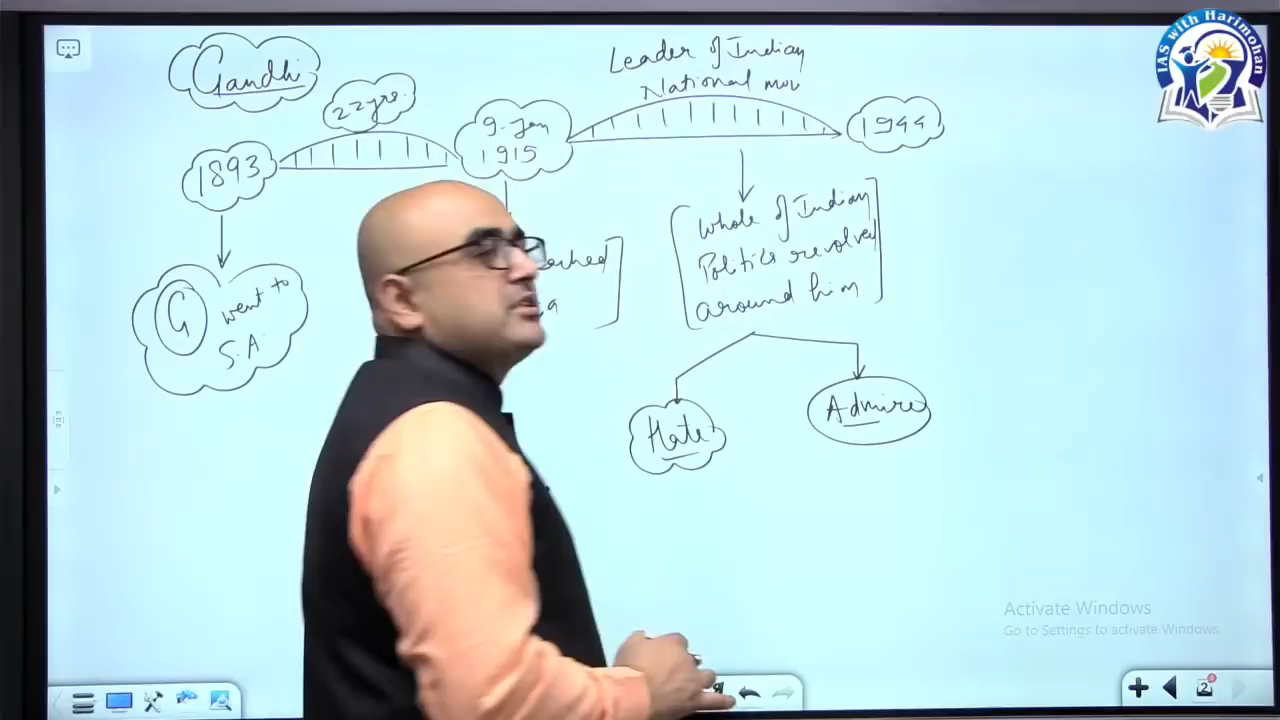 Gandhi
22yrs.
1893
9-Jan
1915
Leader of Indian
National mov
1944
G went to
S.A.
Whole of Indian
Politics revolved
around him
Hate
Admire
IAS with Harimohan
Activate Windows
Go to Settings to activate Windows.
2